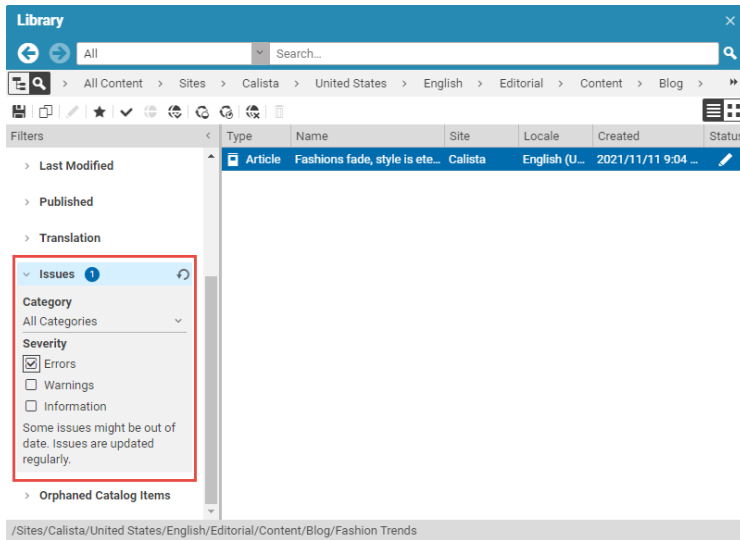 Library
All
Search...
All Content > Sites > Calista > United States > English > Editorial > Content > Blog >
Filters
Type Name Site Locale Created Status
Last Modified
Article Fashions fade, style is ete... Calista English (U... 2021/11/11 9:04 ...
Published
Translation
Issues 1
Category
All Categories
Severity
Errors
Warnings
Information
Some issues might be out of
date. Issues are updated
regularly.
Orphaned Catalog Items
/Sites/Calista/United States/English/Editorial/Content/Blog/Fashion Trends